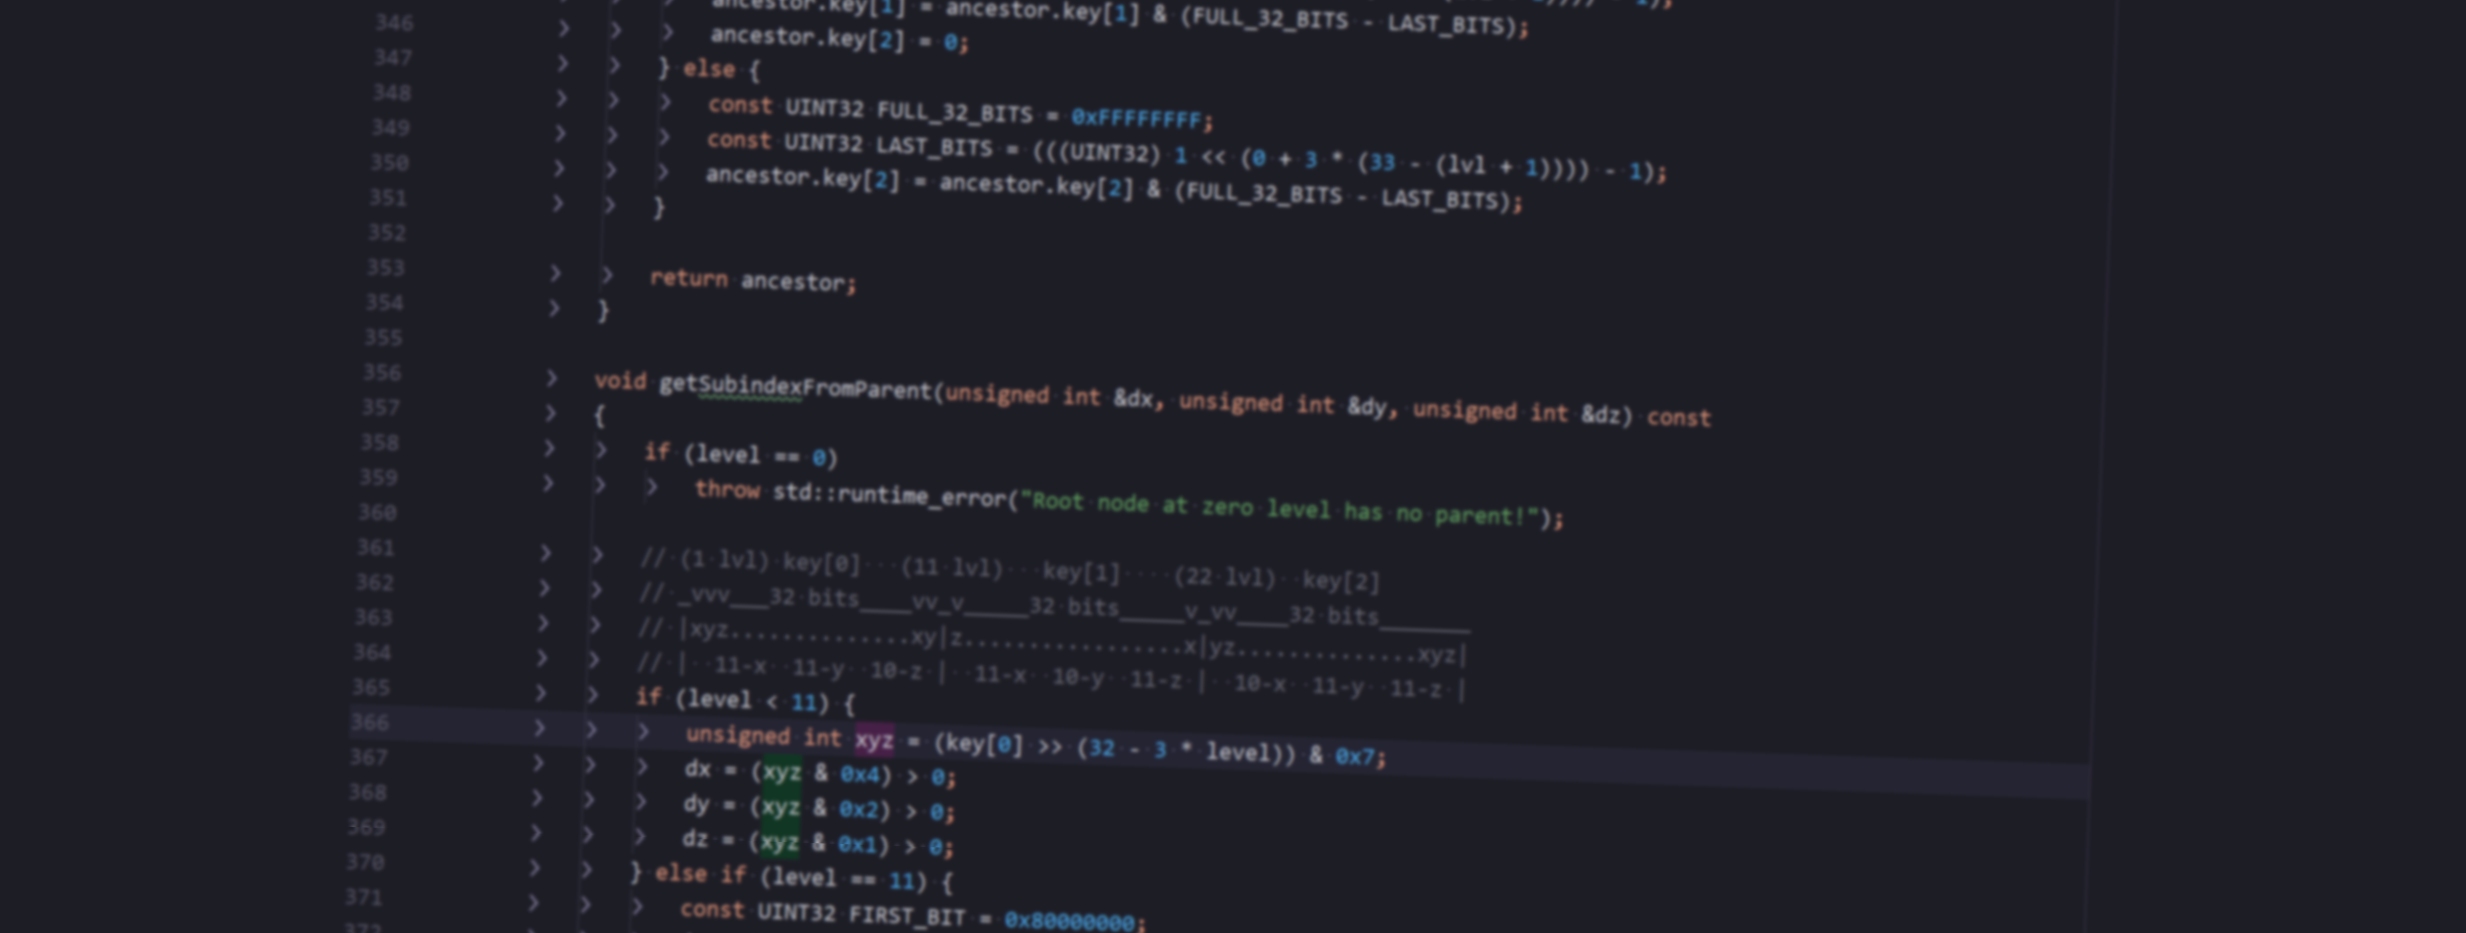 ancestor.key[1] = ancestor.key[1] & (FULL_32_BITS - LAST_BITS);
346 ancestor.key[2] = 0;
347 } else {
348 const UINT32 FULL_32_BITS = 0xFFFFFFFF;
349 const UINT32 LAST_BITS = (((UINT32) 1 << (0 + 3 * (33 - (lvl + 1)))) - 1);
350 ancestor.key[2] = ancestor.key[2] & (FULL_32_BITS - LAST_BITS);
351 }
352
353 return ancestor;
354 }
355
356 void getSubindexFromParent(unsigned int &dx, unsigned int &dy, unsigned int &dz) const
357 {
358 if (level == 0)
359 throw std::runtime_error("Root node at zero level has no parent!");
360
361 // (1 lvl) key[0]   (11 lvl)   key[1]    (22 lvl)  key[2]
362 // _vvv___32 bits____vv_v_____32 bits_____v_vv____32 bits_______
363 // |xyz..............xy|z.................x|yz..............xyz|
364 // |  11-x  11-y  10-z |  11-x  10-y  11-z |  10-x  11-y  11-z |
365 if (level < 11) {
366 unsigned int xyz = (key[0] >> (32 - 3 * level)) & 0x7;
367 dx = (xyz & 0x4) > 0;
368 dy = (xyz & 0x2) > 0;
369 dz = (xyz & 0x1) > 0;
370 } else if (level == 11) {
371 const UINT32 FIRST_BIT = 0x80000000;